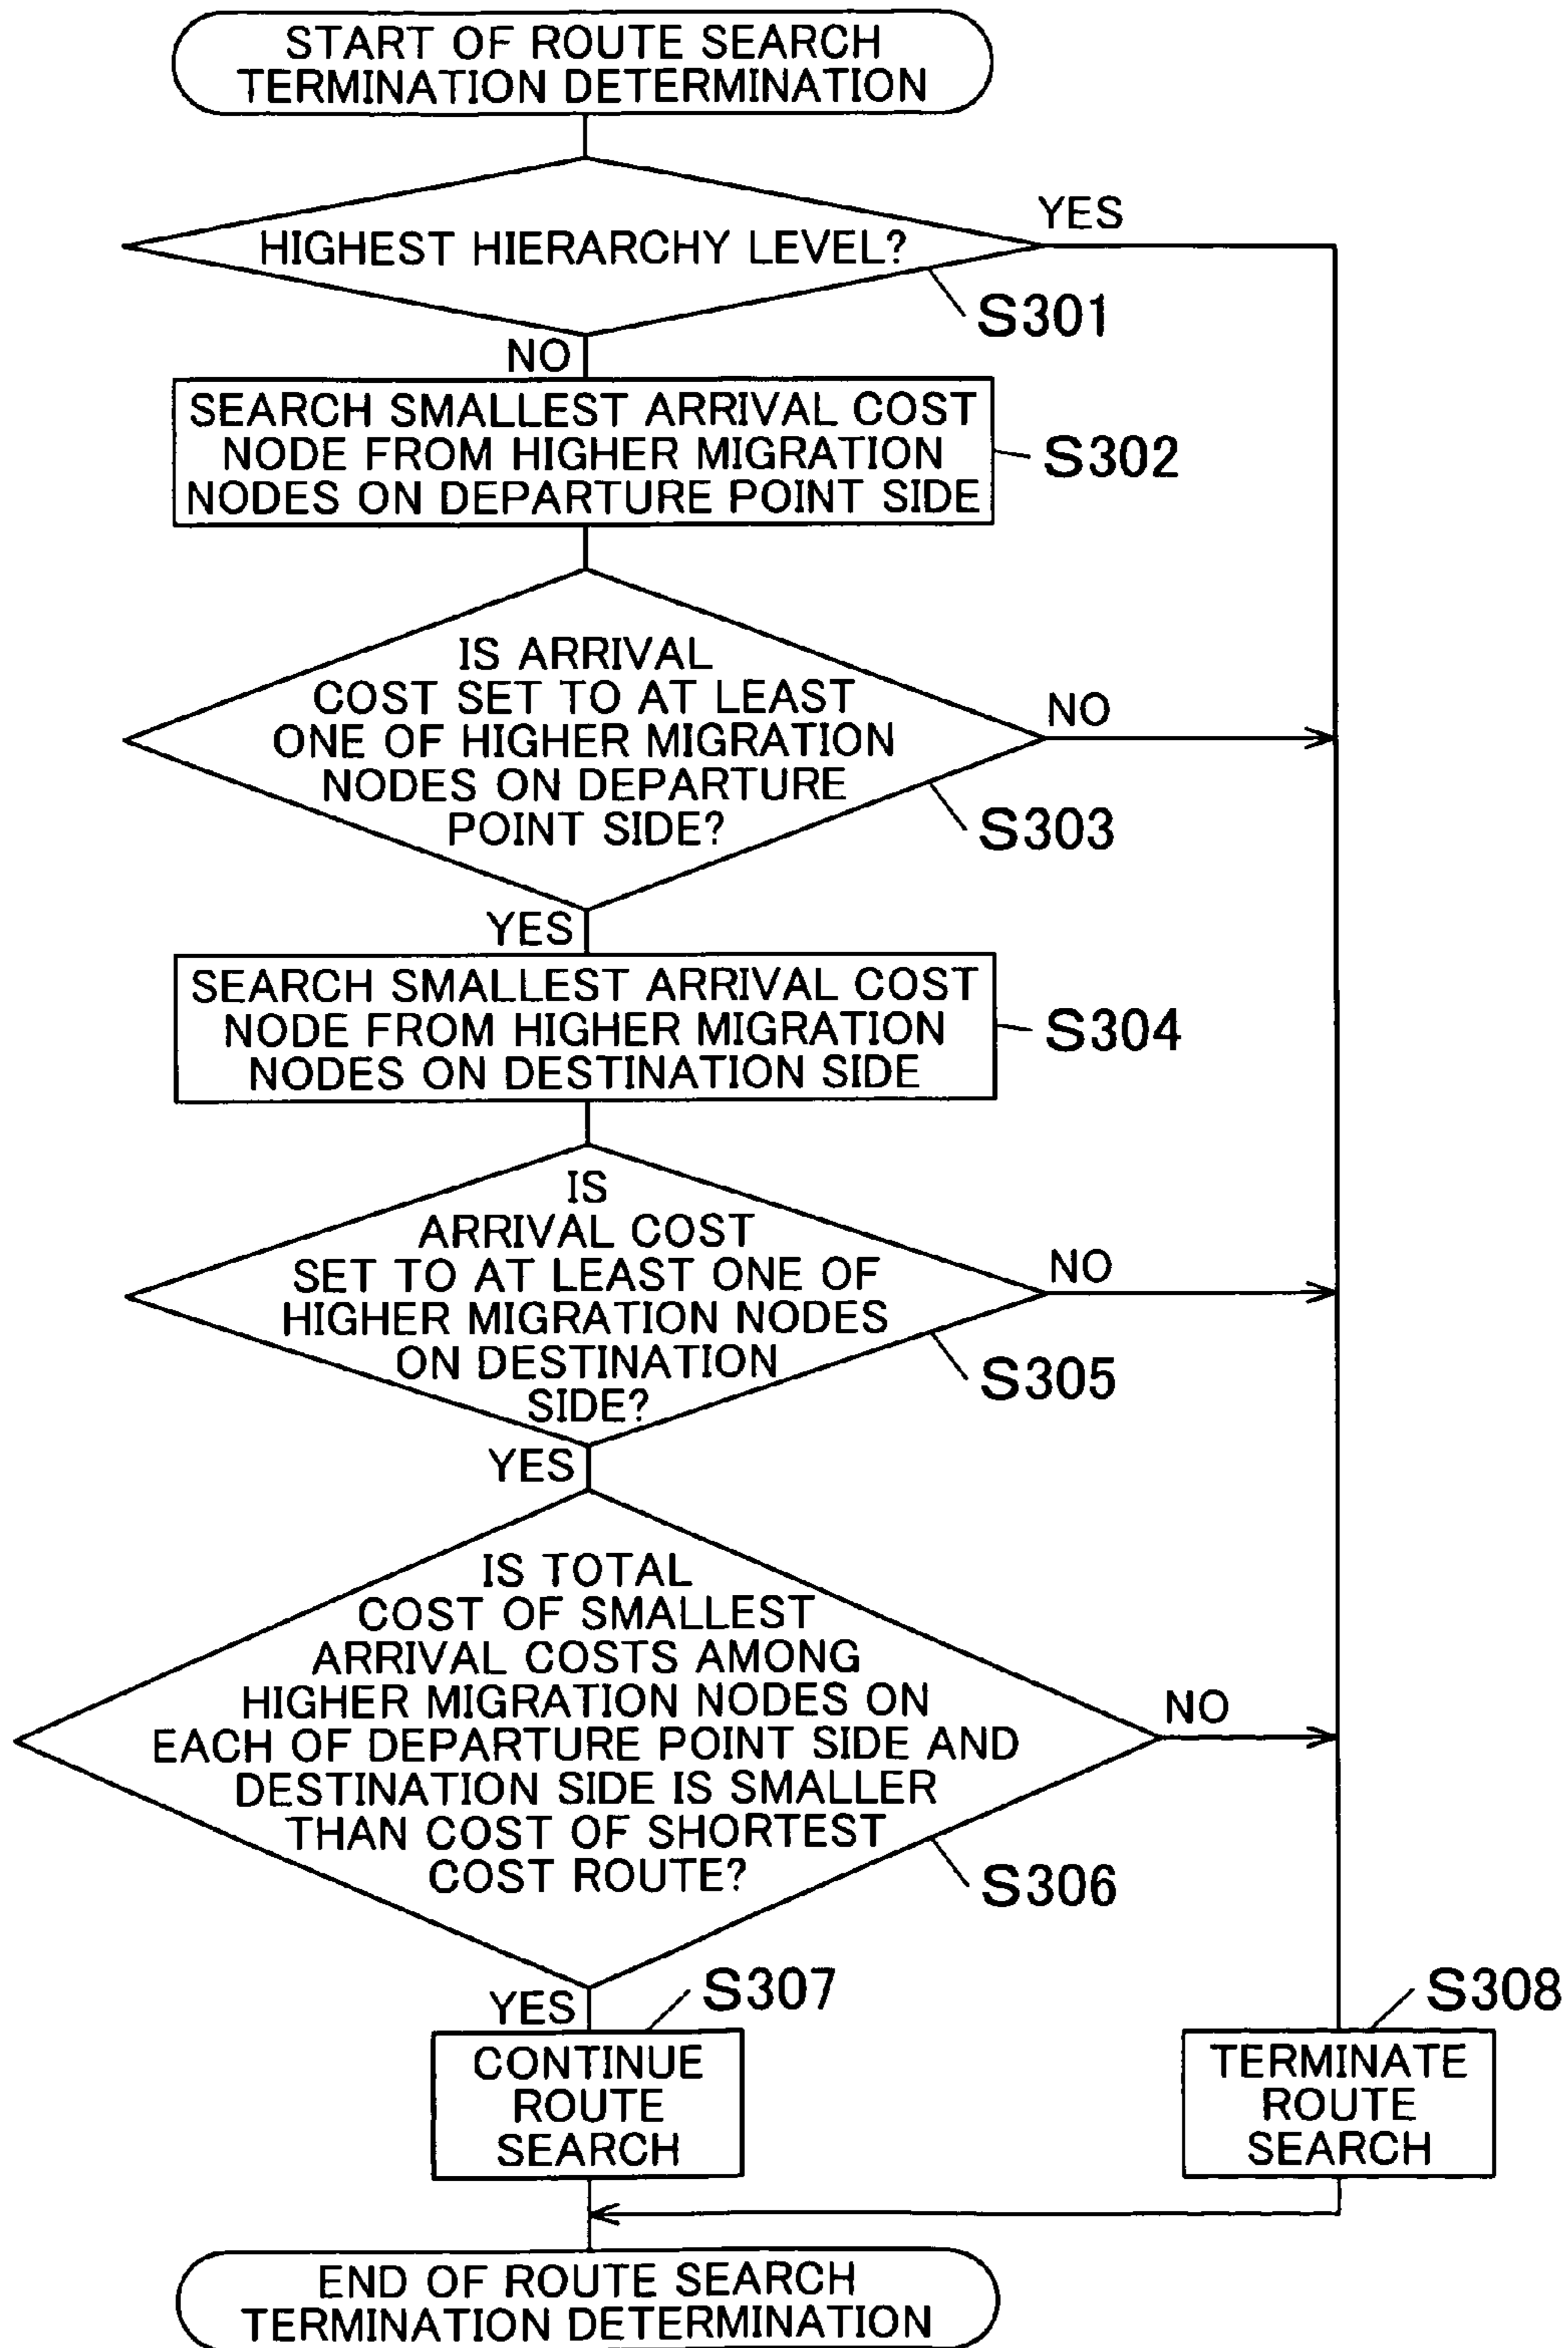 START OF ROUTE SEARCH
TERMINATION DETERMINATION
HIGHEST HIERARCHY LEVEL?
YES
S301
NO
SEARCH SMALLEST ARRIVAL COST
NODE FROM HIGHER MIGRATION
NODES ON DEPARTURE POINT SIDE
S302
IS ARRIVAL
COST SET TO AT LEAST
ONE OF HIGHER MIGRATION
NODES ON DEPARTURE
POINT SIDE?
NO
S303
YES
SEARCH SMALLEST ARRIVAL COST
NODE FROM HIGHER MIGRATION
NODES ON DESTINATION SIDE
S304
IS
ARRIVAL COST
SET TO AT LEAST ONE OF
HIGHER MIGRATION NODES
ON DESTINATION
SIDE?
NO
S305
YES
IS TOTAL
COST OF SMALLEST
ARRIVAL COSTS AMONG
HIGHER MIGRATION NODES ON
EACH OF DEPARTURE POINT SIDE AND
DESTINATION SIDE IS SMALLER
THAN COST OF SHORTEST
COST ROUTE?
NO
S306
YES
S307
CONTINUE
ROUTE
SEARCH
S308
TERMINATE
ROUTE
SEARCH
END OF ROUTE SEARCH
TERMINATION DETERMINATION